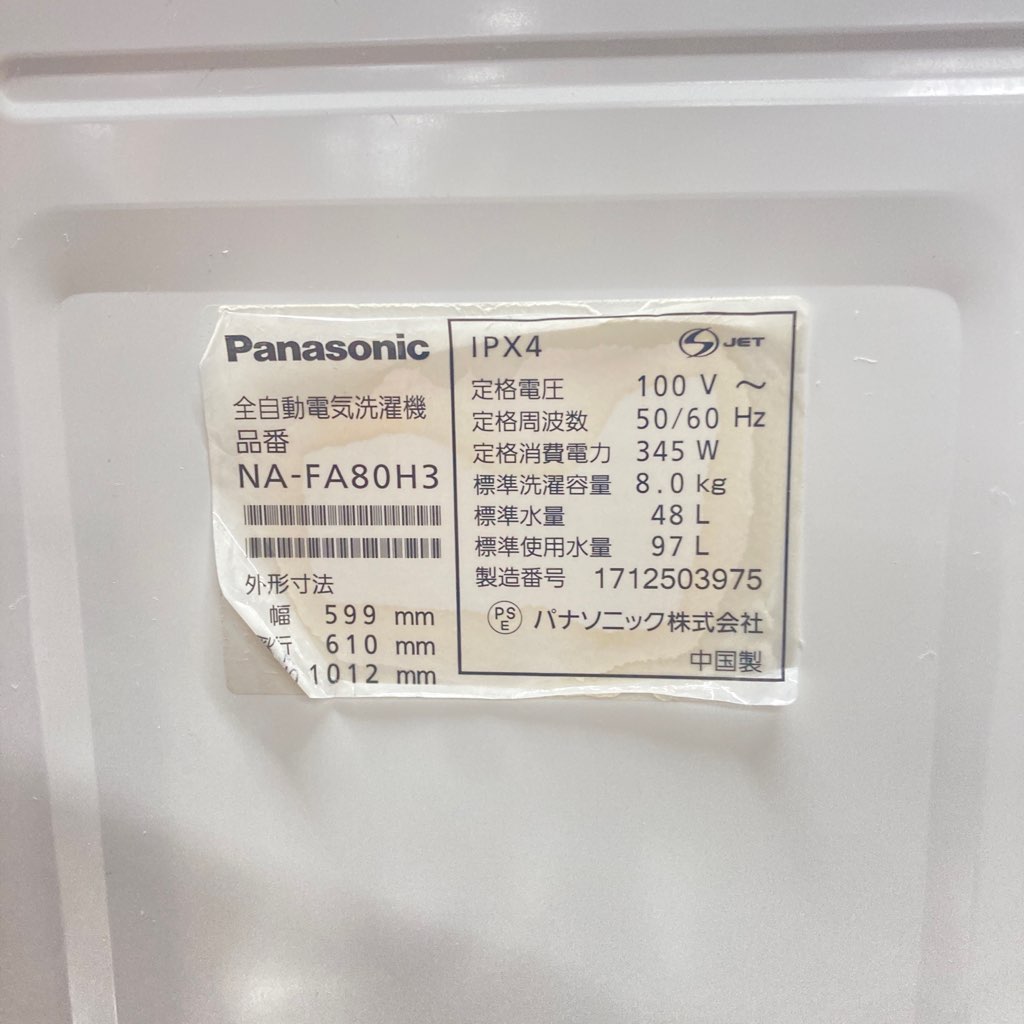 Panasonic
全自動電気洗濯機
品番
NA-FA80H3
外形寸法
幅 599 mm
行 610 mm
1012 mm
IPX4
S JET
定格電圧 100 V ～
定格周波数 50/60 Hz
定格消費電力 345 W
標準洗濯容量 8.0 kg
標準水量 48 L
標準使用水量 97 L
製造番号 1712503975
PS
E
パナソニック株式会社
中国製